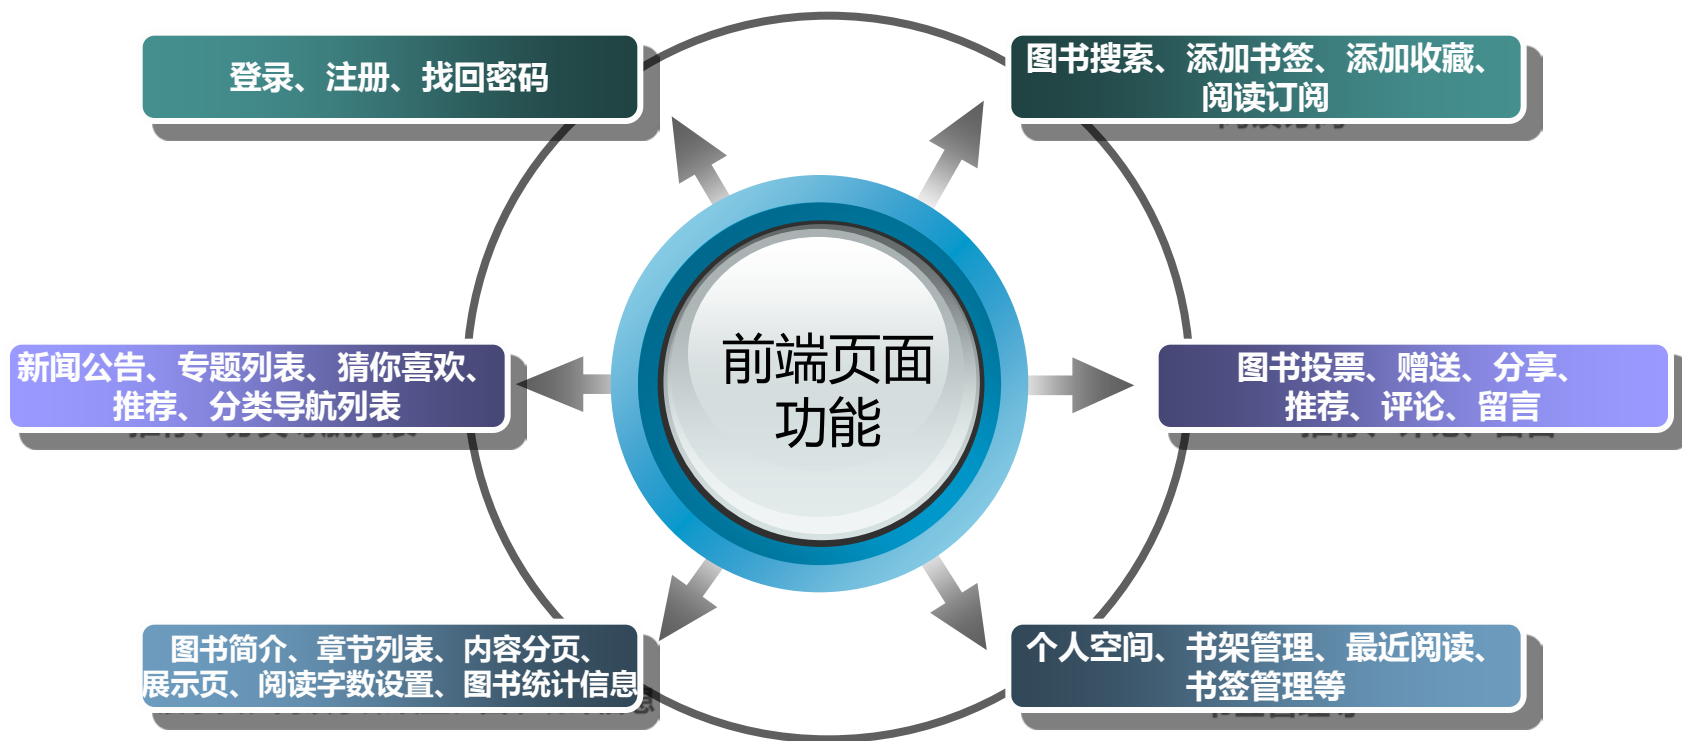 登录、注册、找回密码
图书搜索、添加书签、添加收藏、
阅读订阅
新闻公告、专题列表、猜你喜欢、
推荐、分类导航列表
前端页面
功能
图书投票、赠送、分享、
推荐、评论、留言
图书简介、章节列表、内容分页、
展示页、阅读字数设置、图书统计信息
个人空间、书架管理、最近阅读、
书签管理等